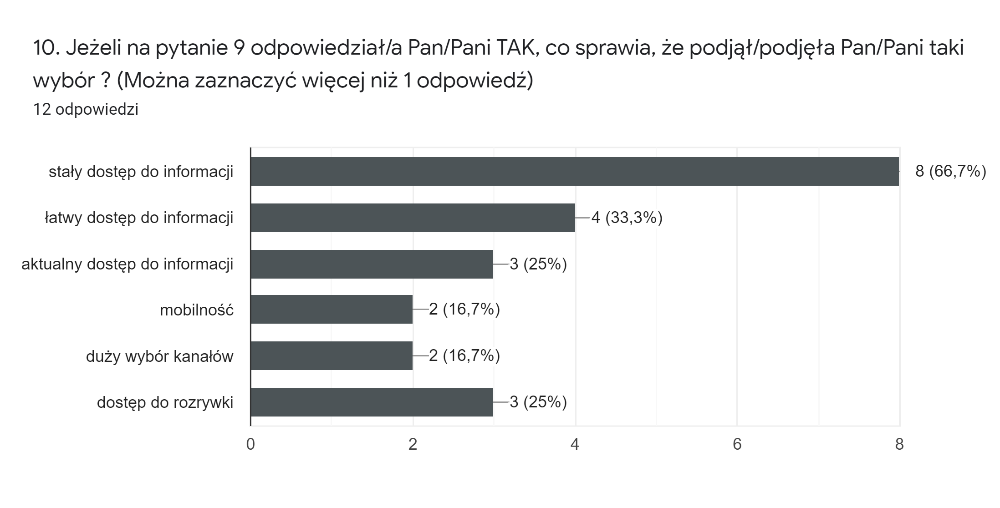 10. Jeżeli na pytanie 9 odpowiedział/a Pan/Pani TAK, co sprawia, że podjął/podjęła Pan/Pani taki
wybór ? (Można zaznaczyć więcej niż 1 odpowiedź)
12 odpowiedzi
stały dostęp do informacji
8 (66,7%)
łatwy dostęp do informacji
4 (33,3%)
aktualny dostęp do informacji
3 (25%)
mobilność
2 (16,7%)
duży wybór kanałów
2 (16,7%)
dostęp do rozrywki
3 (25%)
0 2 4 6 8